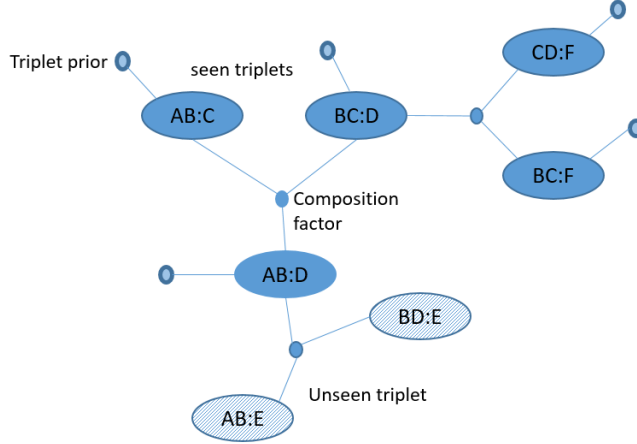 CD:F
Triplet prior
seen triplets
AB:C
BC:D
BC:F
Composition
factor
AB:D
BD:E
Unseen triplet
AB:E